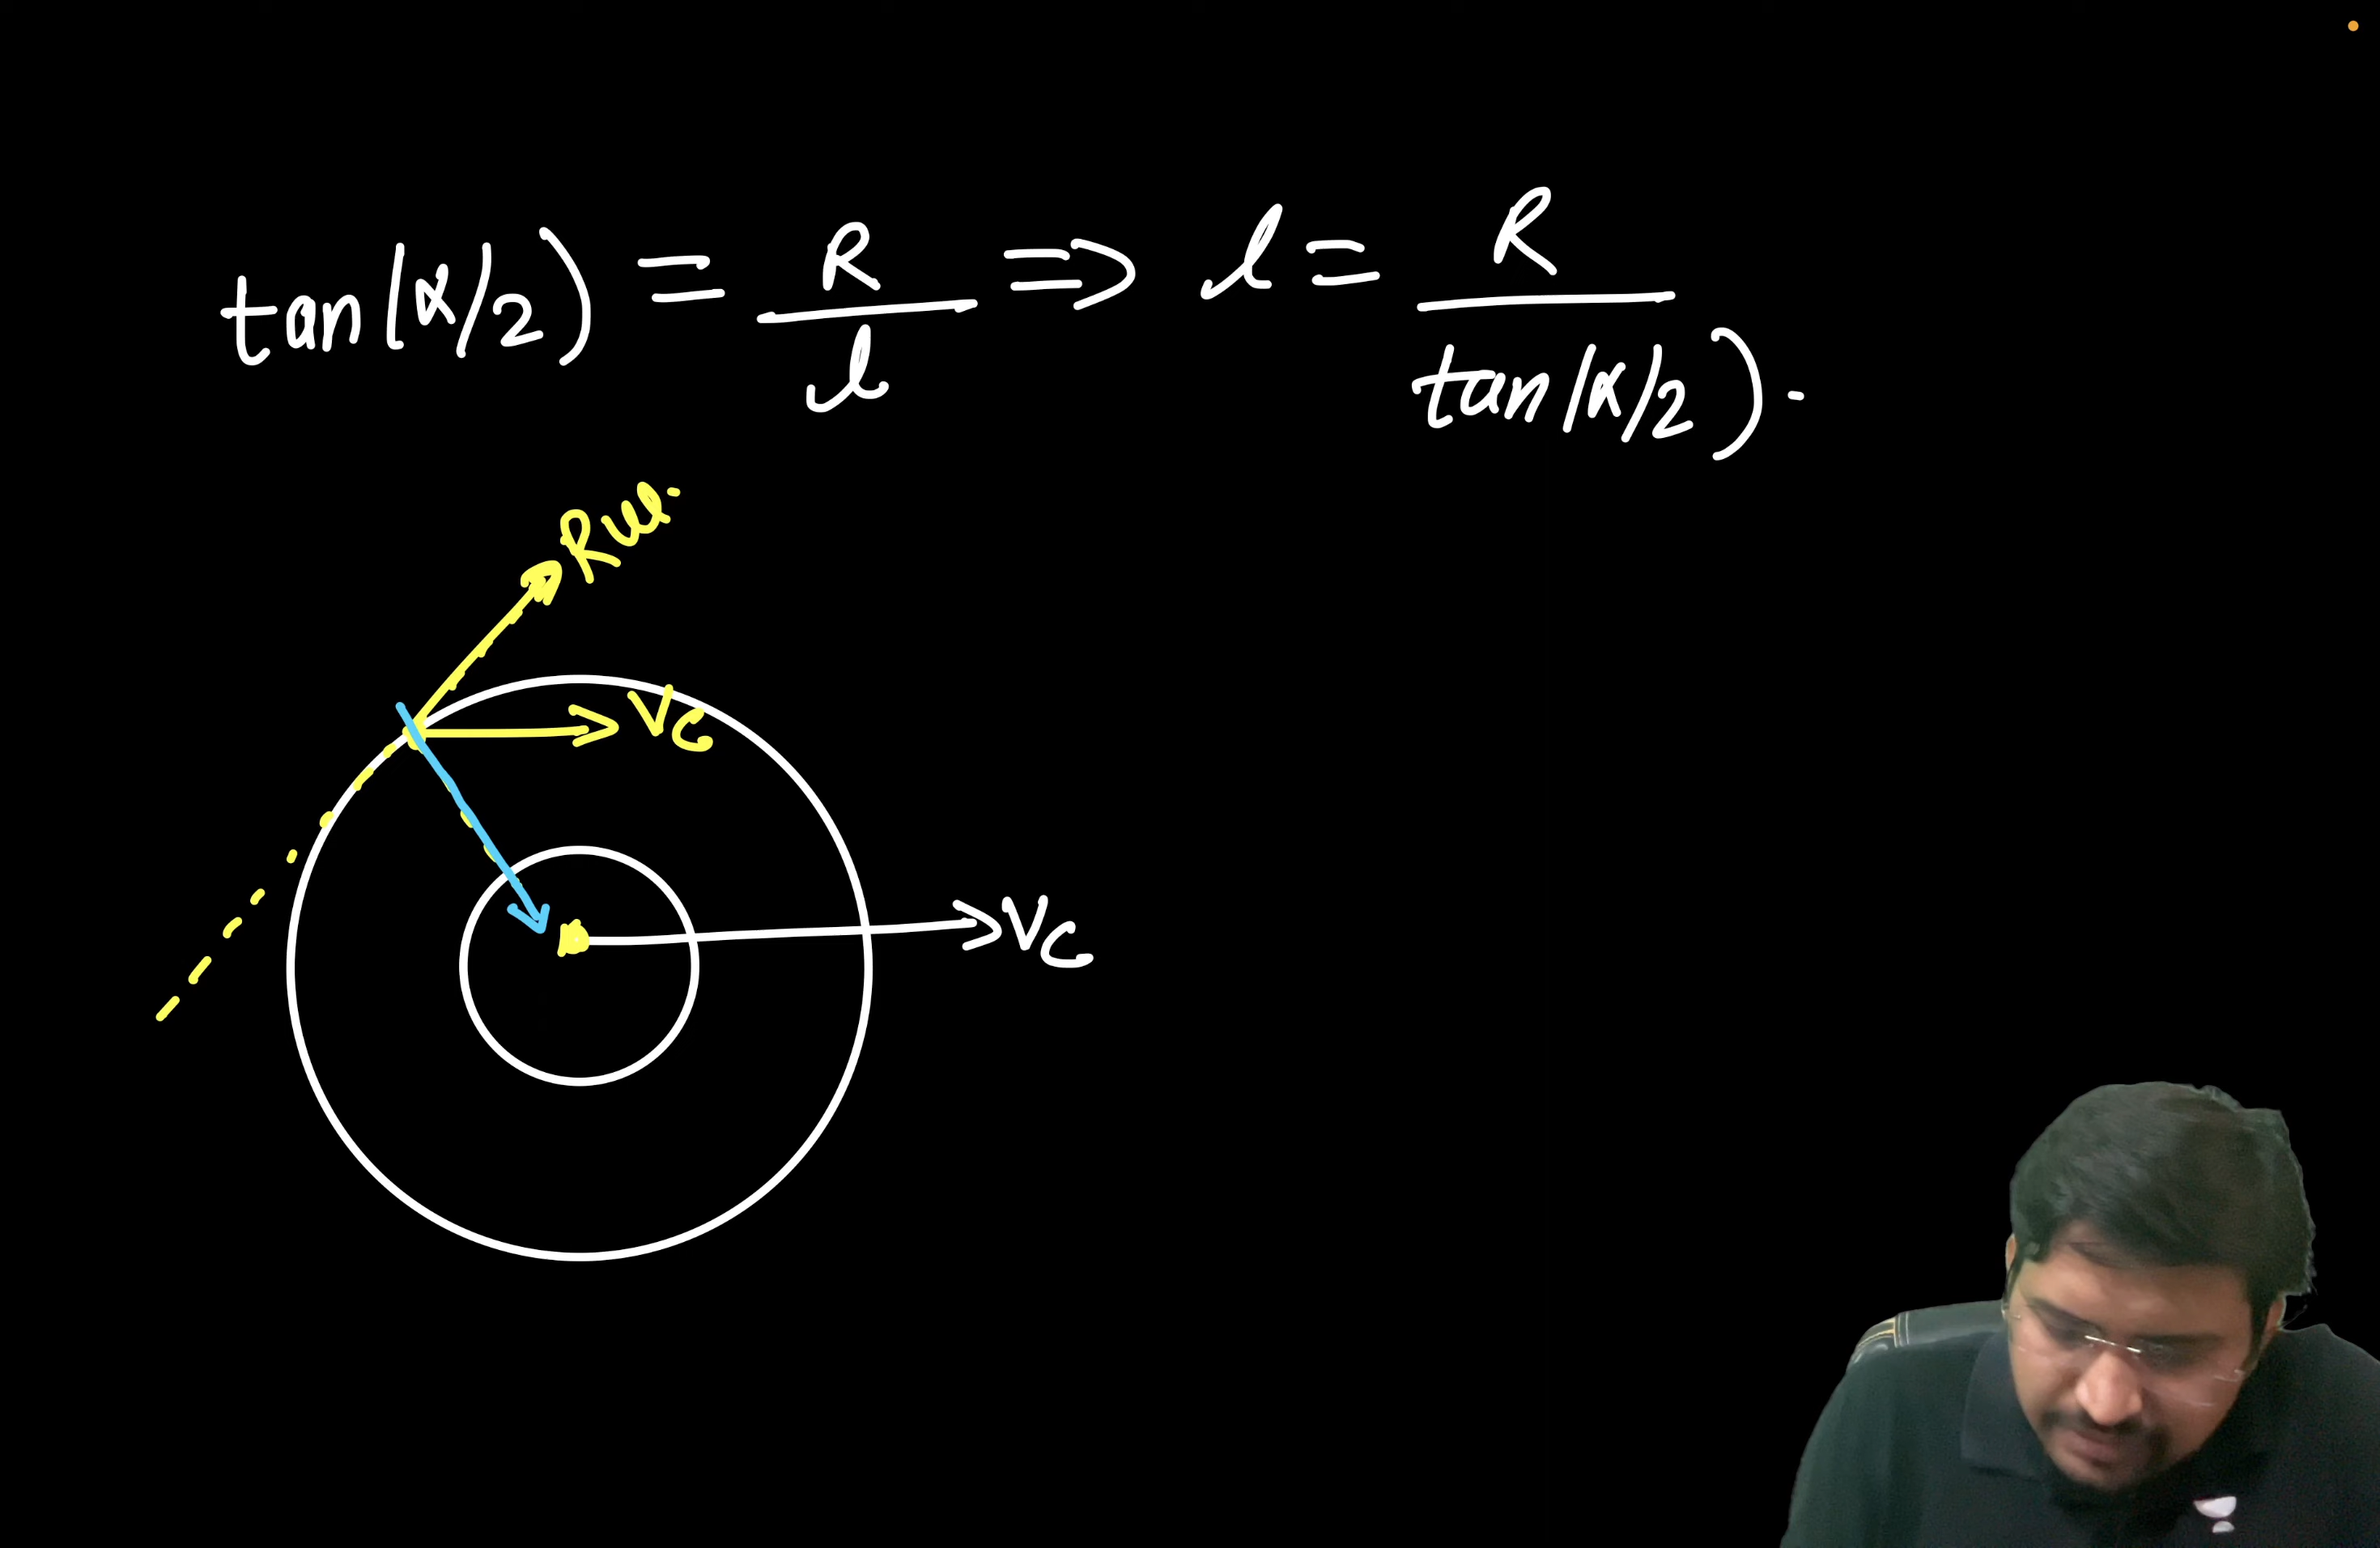 tan(α/2) = R/l ⇒ l = R/tan(α/2).
Rω.
Vc
Vc